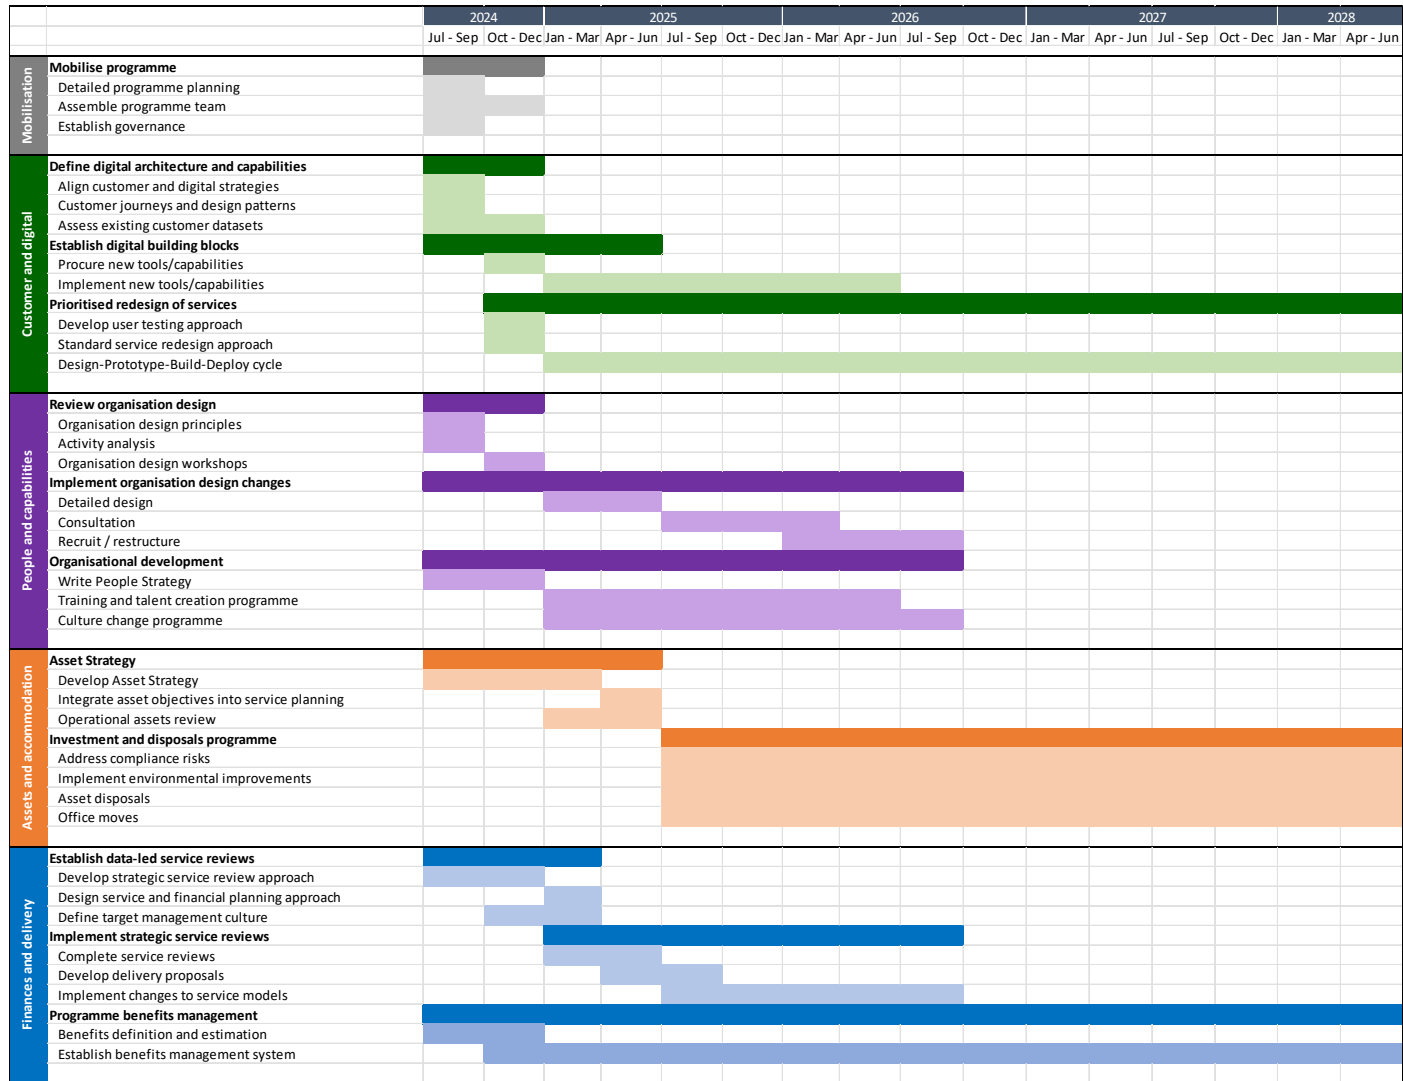 2024 2025 2026 2027 2028
Jul - Sep Oct - Dec Jan - Mar Apr - Jun Jul - Sep Oct - Dec Jan - Mar Apr - Jun Jul - Sep Oct - Dec Jan - Mar Apr - Jun Jul - Sep Oct - Dec Jan - Mar Apr - Jun
Mobilisation
Mobilise programme
Detailed programme planning
Assemble programme team
Establish governance
Customer and digital
Define digital architecture and capabilities
Align customer and digital strategies
Customer journeys and design patterns
Assess existing customer datasets
Establish digital building blocks
Procure new tools/capabilities
Implement new tools/capabilities
Prioritised redesign of services
Develop user testing approach
Standard service redesign approach
Design-Prototype-Build-Deploy cycle
People and capabilities
Review organisation design
Organisation design principles
Activity analysis
Organisation design workshops
Implement organisation design changes
Detailed design
Consultation
Recruit / restructure
Organisational development
Write People Strategy
Training and talent creation programme
Culture change programme
Assets and accommodation
Asset Strategy
Develop Asset Strategy
Integrate asset objectives into service planning
Operational assets review
Investment and disposals programme
Address compliance risks
Implement environmental improvements
Asset disposals
Office moves
Finances and delivery
Establish data-led service reviews
Develop strategic service review approach
Design service and financial planning approach
Define target management culture
Implement strategic service reviews
Complete service reviews
Develop delivery proposals
Implement changes to service models
Programme benefits management
Benefits definition and estimation
Establish benefits management system